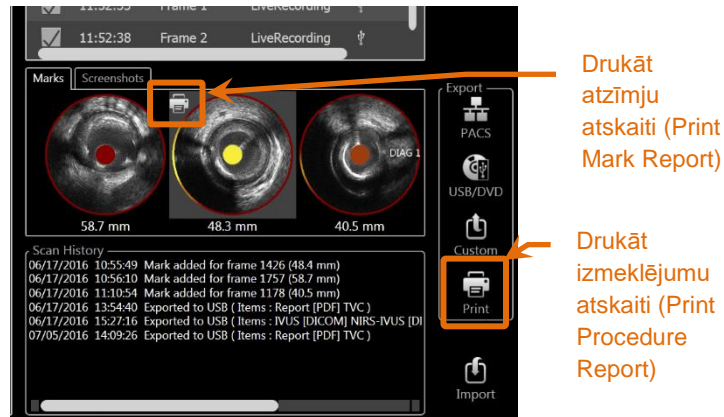 11:52:33 Frame 1 LiveRecording
11:52:38 Frame 2 LiveRecording
Marks Screenshots
DIAG 1
58.7 mm 48.3 mm 40.5 mm
Scan History
06/17/2016 10:55:49 Mark added for frame 1426 (48.4 mm)
06/17/2016 10:56:10 Mark added for frame 1757 (58.7 mm)
06/17/2016 11:10:54 Mark added for frame 1178 (40.5 mm)
06/17/2016 13:54:40 Exported to USB ( Items : Report [PDF] TVC )
06/17/2016 15:27:16 Exported to USB ( Items : IVUS [DICOM] NIRS-IVUS [DI
07/05/2016 14:09:26 Exported to USB ( Items : Report [PDF] TVC )
Export
PACS
USB/DVD
Custom
Print
Import
Drukāt
atzīmju
atskaiti (Print
Mark Report)
Drukāt
izmeklējumu
atskaiti (Print
Procedure
Report)